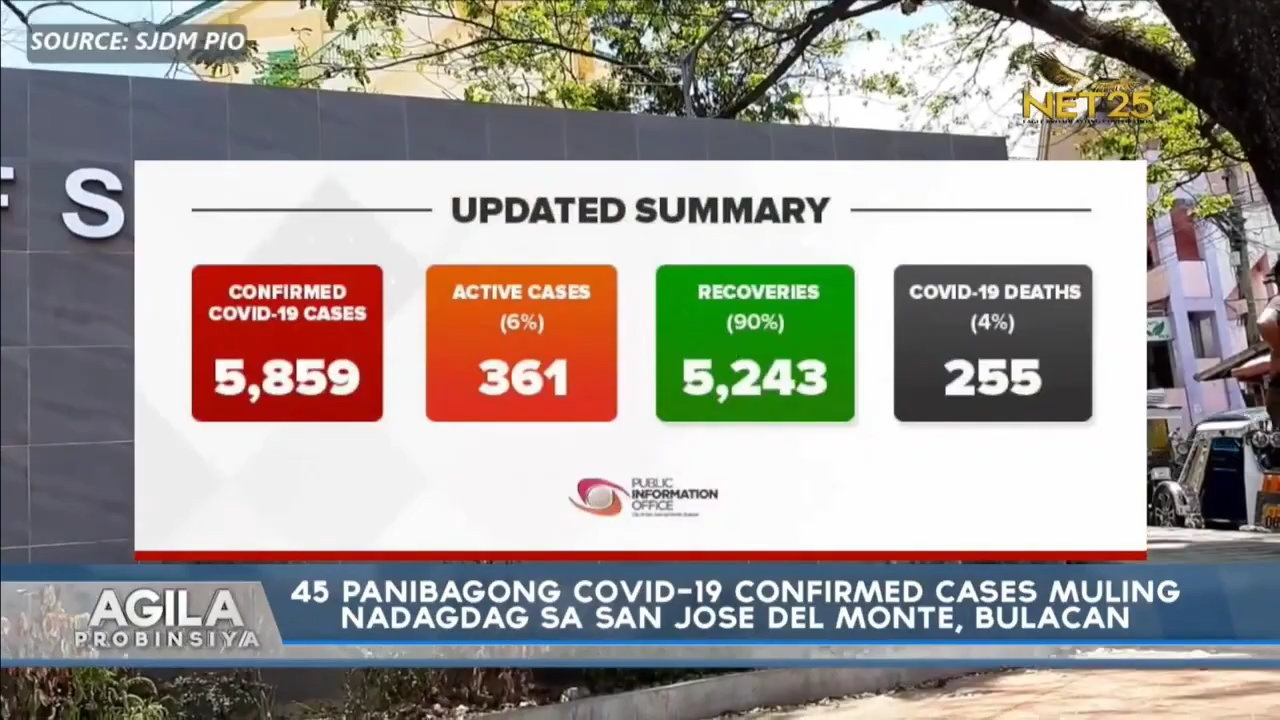 SOURCE: SJDM PIO
NET25
F S
UPDATED SUMMARY
CONFIRMED
COVID-19 CASES
5,859
ACTIVE CASES
(6%)
361
RECOVERIES
(90%)
5,243
COVID-19 DEATHS
(4%)
255
PUBLIC
INFORMATION
OFFICE
AGILA
PROBINSIYA
45 PANIBAGONG COVID-19 CONFIRMED CASES MULING
NADAGDAG SA SAN JOSE DEL MONTE, BULACAN